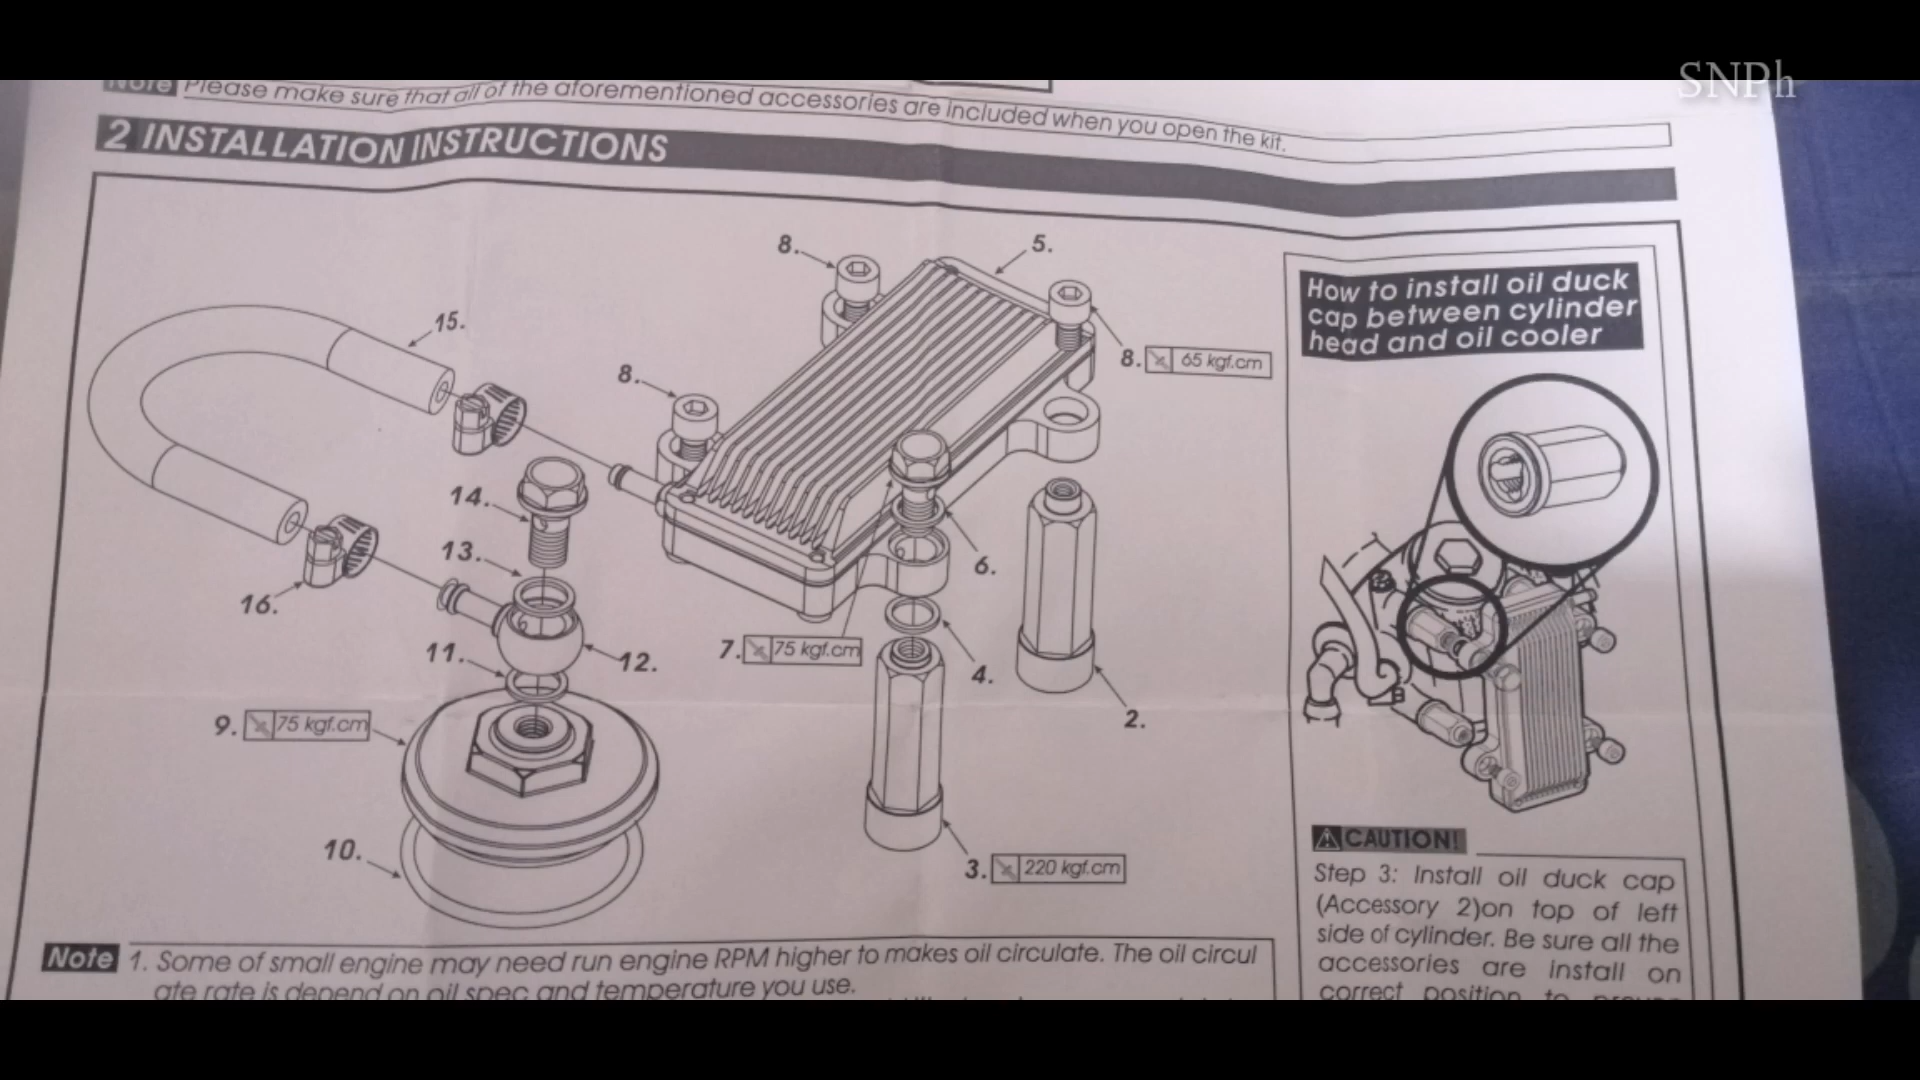 SNPh
Note Please make sure that all of the aforementioned accessories are included when you open the kit.
2 INSTALLATION INSTRUCTIONS
8.
5.
15.
8.
8. 65 kgf.cm
14.
13.
6.
16.
7. 75 kgf.cm
11.
12.
4.
2.
9. 75 kgf.cm
10.
3. 220 kgf.cm
Note 1. Some of small engine may need run engine RPM higher to makes oil circulate. The oil circul
ate rate is depend on oil spec and temperature you use.
How to install oil duck
cap between cylinder
head and oil cooler
CAUTION!
Step 3: Install oil duck cap
(Accessory 2)on top of left
side of cylinder. Be sure all the
accessories are install on
correct position to